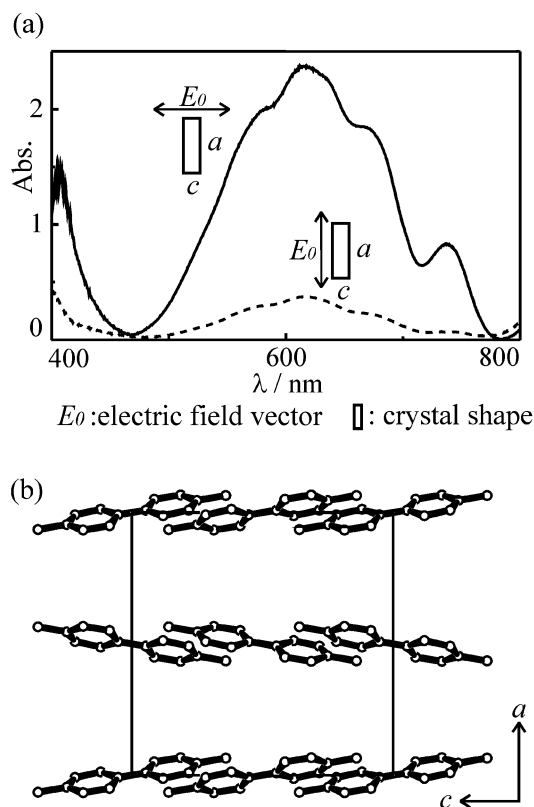 (a)
2
1
0
Abs.
E0
a
c
E0
a
c
400
600
800
λ / nm
E0 :electric field vector ▯: crystal shape
(b)
a
c